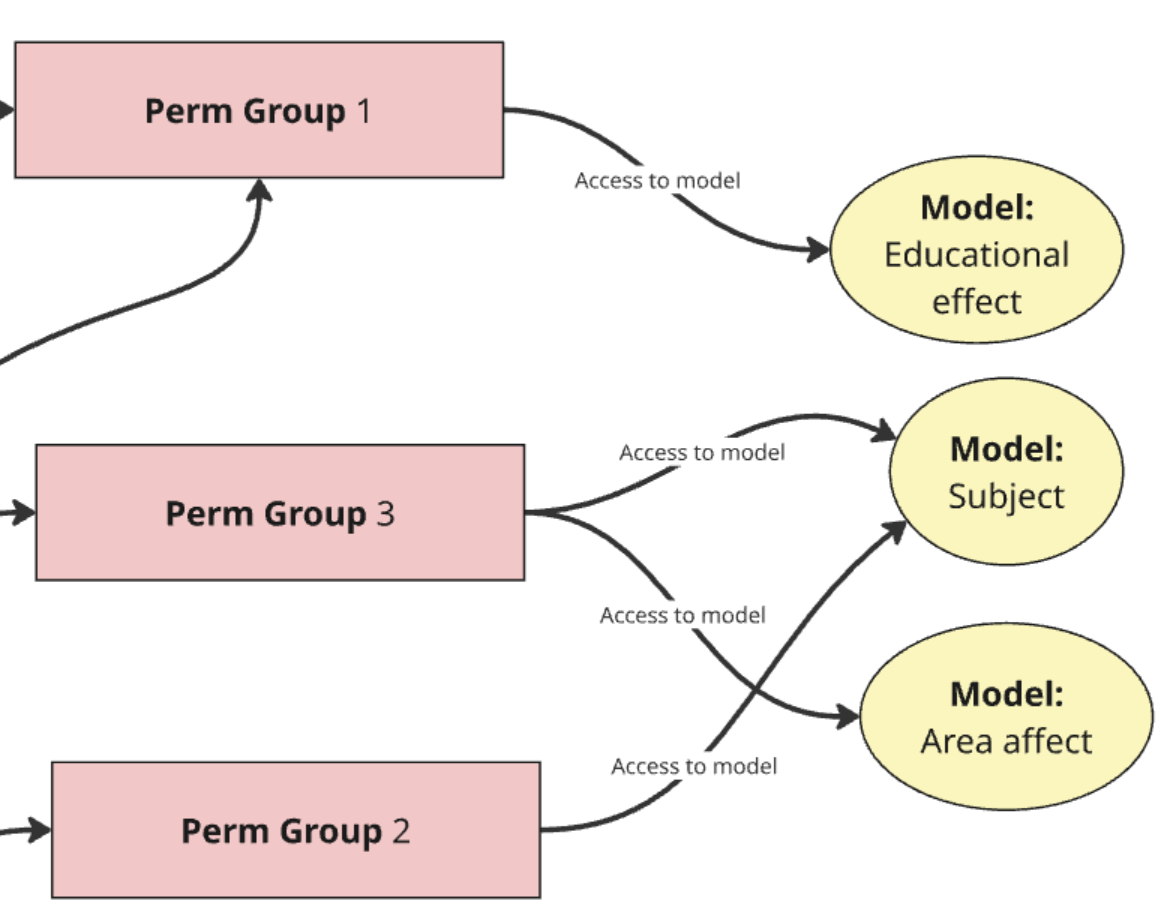 Perm Group 1
Access to model
Model:
Educational
effect
Access to model
Model:
Subject
Perm Group 3
Access to model
Model:
Area affect
Access to model
Perm Group 2